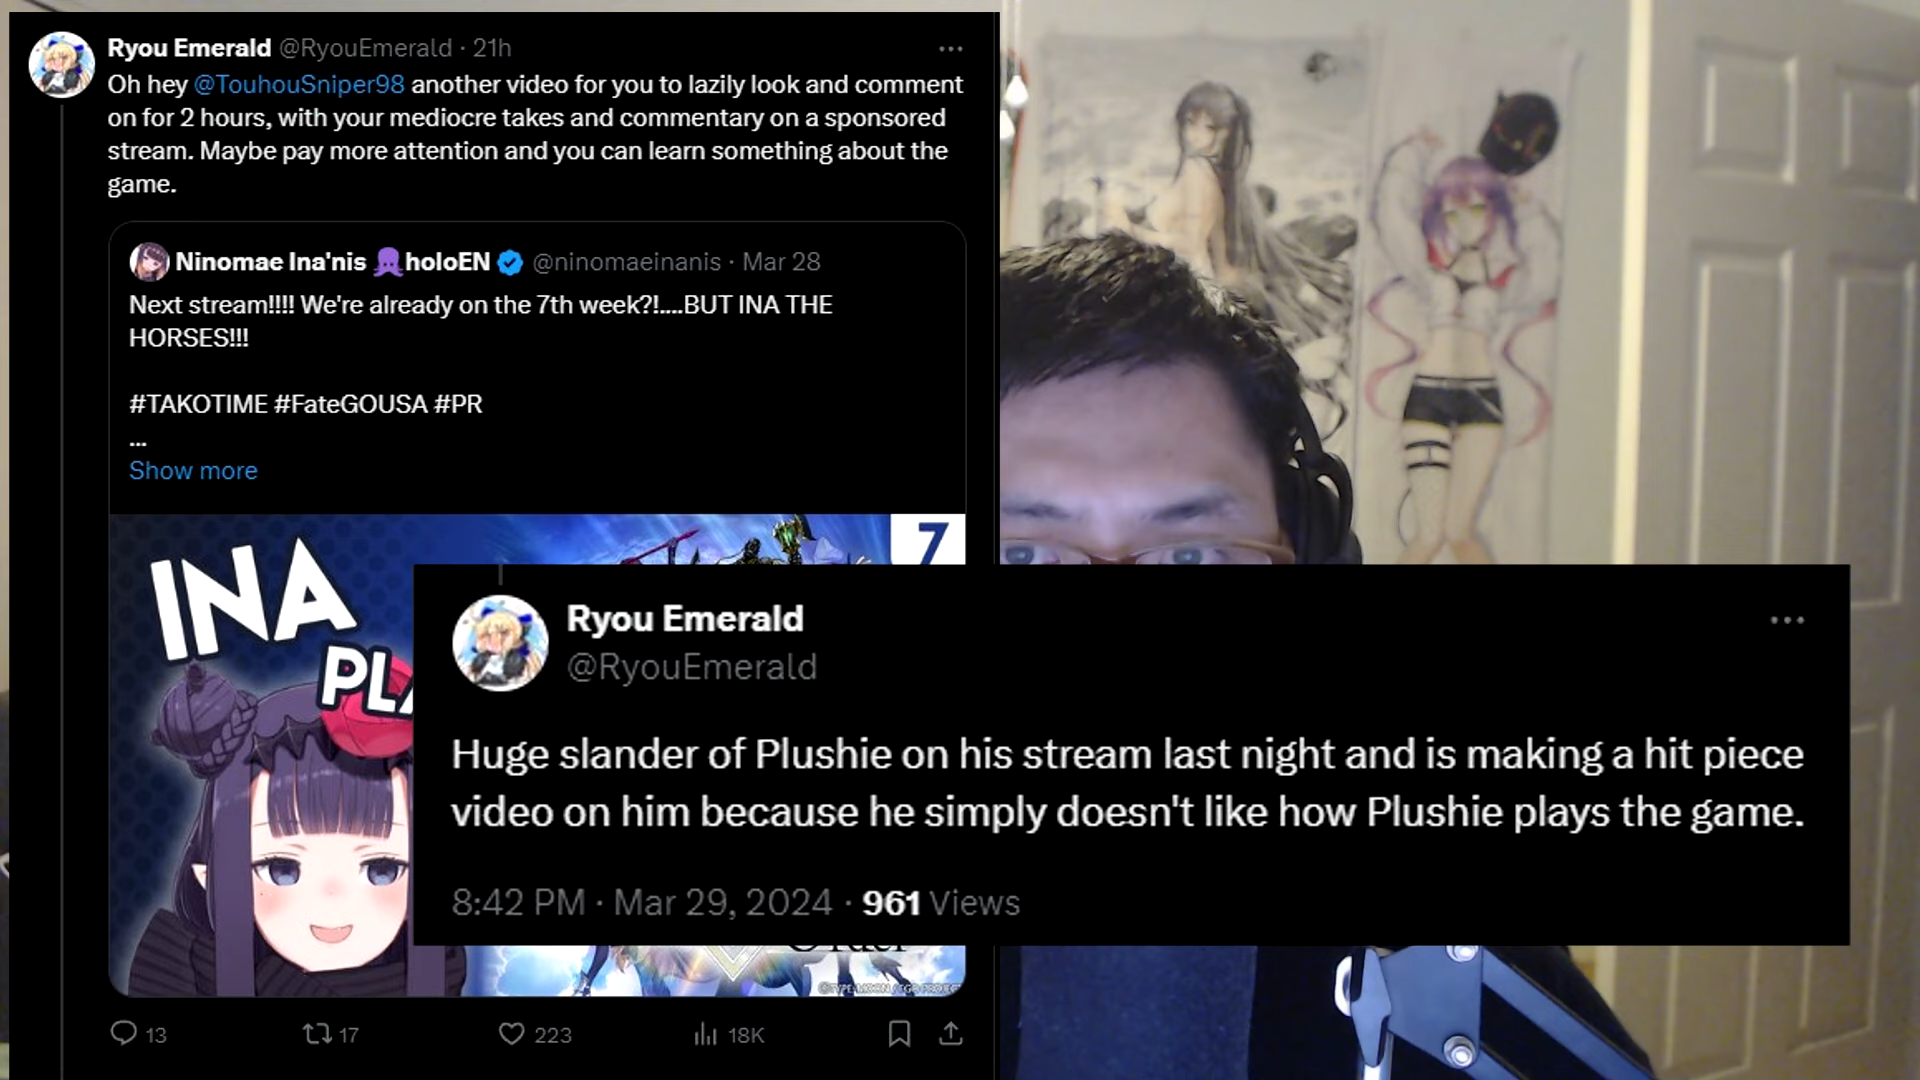 Ryou Emerald @RyouEmerald · 21h
Oh hey @TouhouSniper98 another video for you to lazily look and comment
on for 2 hours, with your mediocre takes and commentary on a sponsored
stream. Maybe pay more attention and you can learn something about the
game.
Ninomae Ina'nis 🐙holoEN @ninomaeinanis · Mar 28
Next stream!!!! We're already on the 7th week?!....BUT INA THE
HORSES!!!
#TAKOTIME #FateGOUSA #PR
...
Show more
INA
7
Ryou Emerald
@RyouEmerald
Huge slander of Plushie on his stream last night and is making a hit piece
video on him because he simply doesn't like how Plushie plays the game.
8:42 PM · Mar 29, 2024 · 961 Views
13
17
223
18K